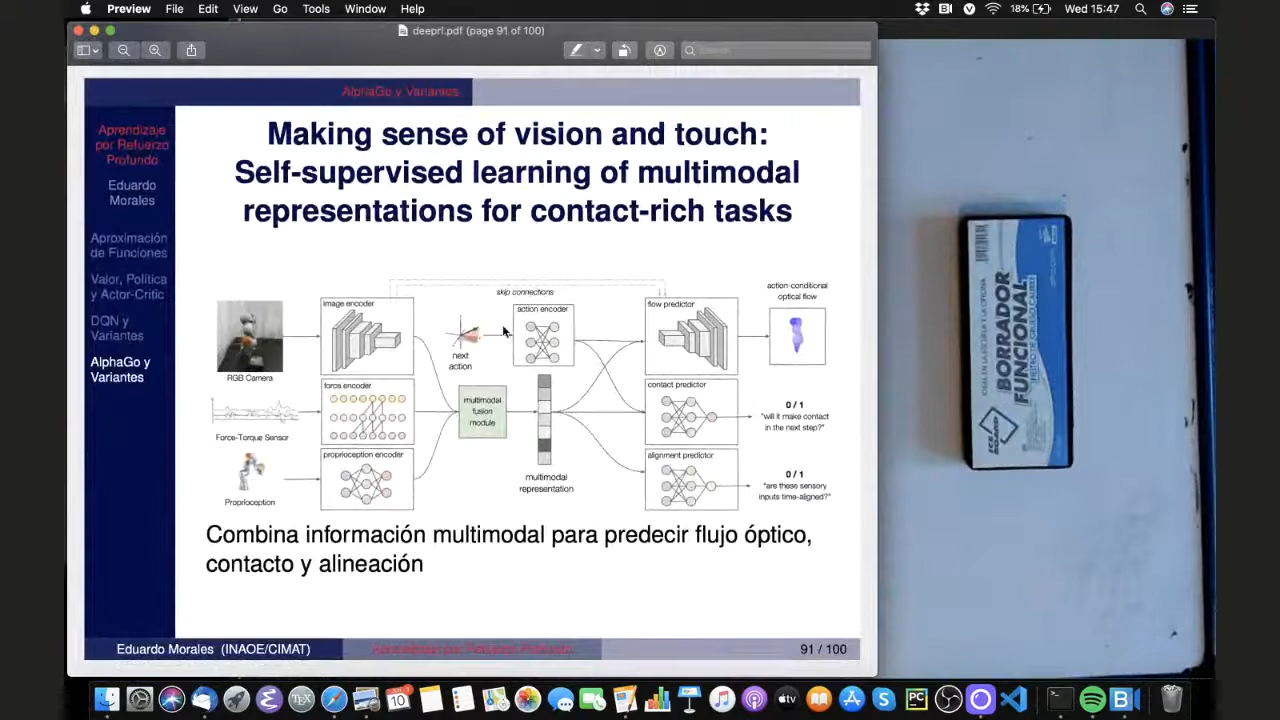 Preview File Edit View Go Tools Window Help
18% Wed 15:47
deeprl.pdf (page 91 of 100)
Search
AlphaGo y Variantes
Aprendizaje
por Refuerzo
Profundo
Eduardo
Morales
Aproximación
de Funciones
Valor, Política
y Actor-Critic
DQN y
Variantes
AlphaGo y
Variantes
Making sense of vision and touch:
Self-supervised learning of multimodal
representations for contact-rich tasks
skip connections
image encoder
action encoder
flow predictor
action-conditional
optical flow
next
action
RGB Camera
force encoder
multimodal
fusion
module
contact predictor
0 / 1
"will it make contact
in the next step?"
Force-Torque Sensor
proprioception encoder
multimodal
representation
alignment predictor
0 / 1
"are these sensory
inputs time-aligned?"
Proprioception
Combina información multimodal para predecir flujo óptico,
contacto y alineación
Eduardo Morales (INAOE/CIMAT)
Aprendizaje por Refuerzo Profundo
91 / 100
BORRADOR
FUNCIONAL